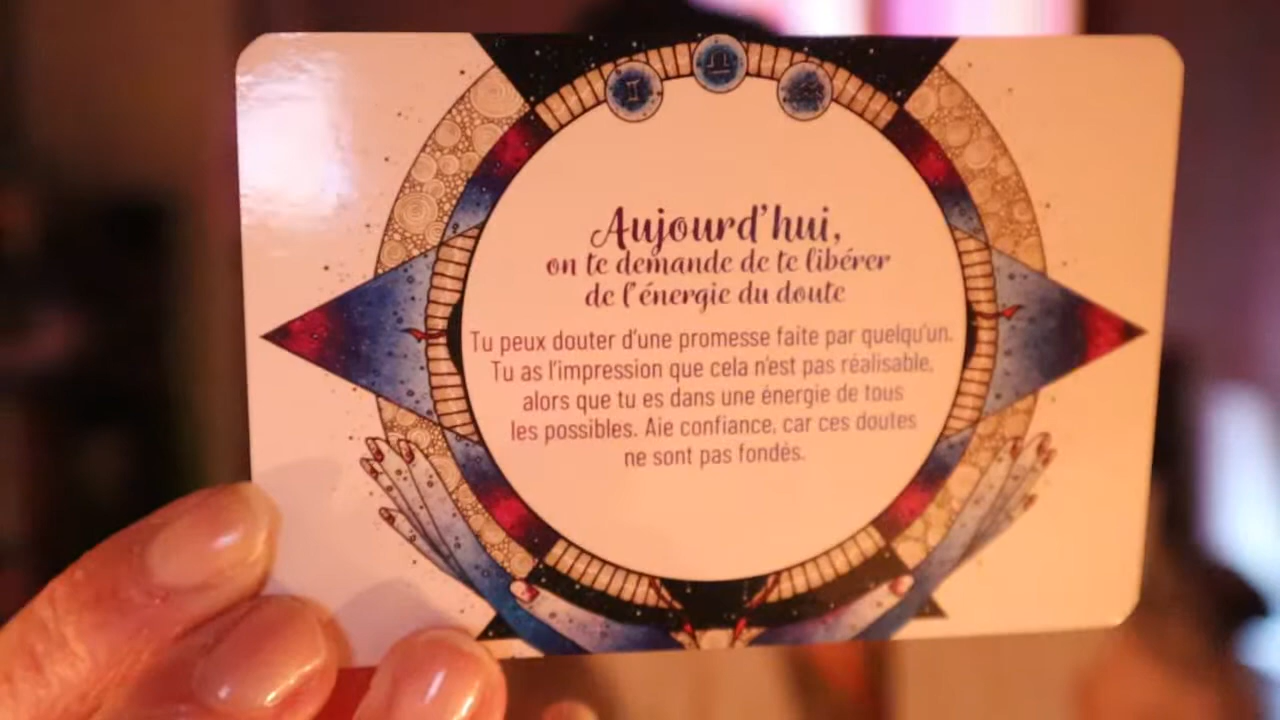 Aujourd'hui,
on te demande de te libérer
de l'énergie du doute
Tu peux douter d'une promesse faite par quelqu'un.
Tu as l'impression que cela n'est pas réalisable,
alors que tu es dans une énergie de tous
les possibles. Aie confiance, car ces doutes
ne sont pas fondés.